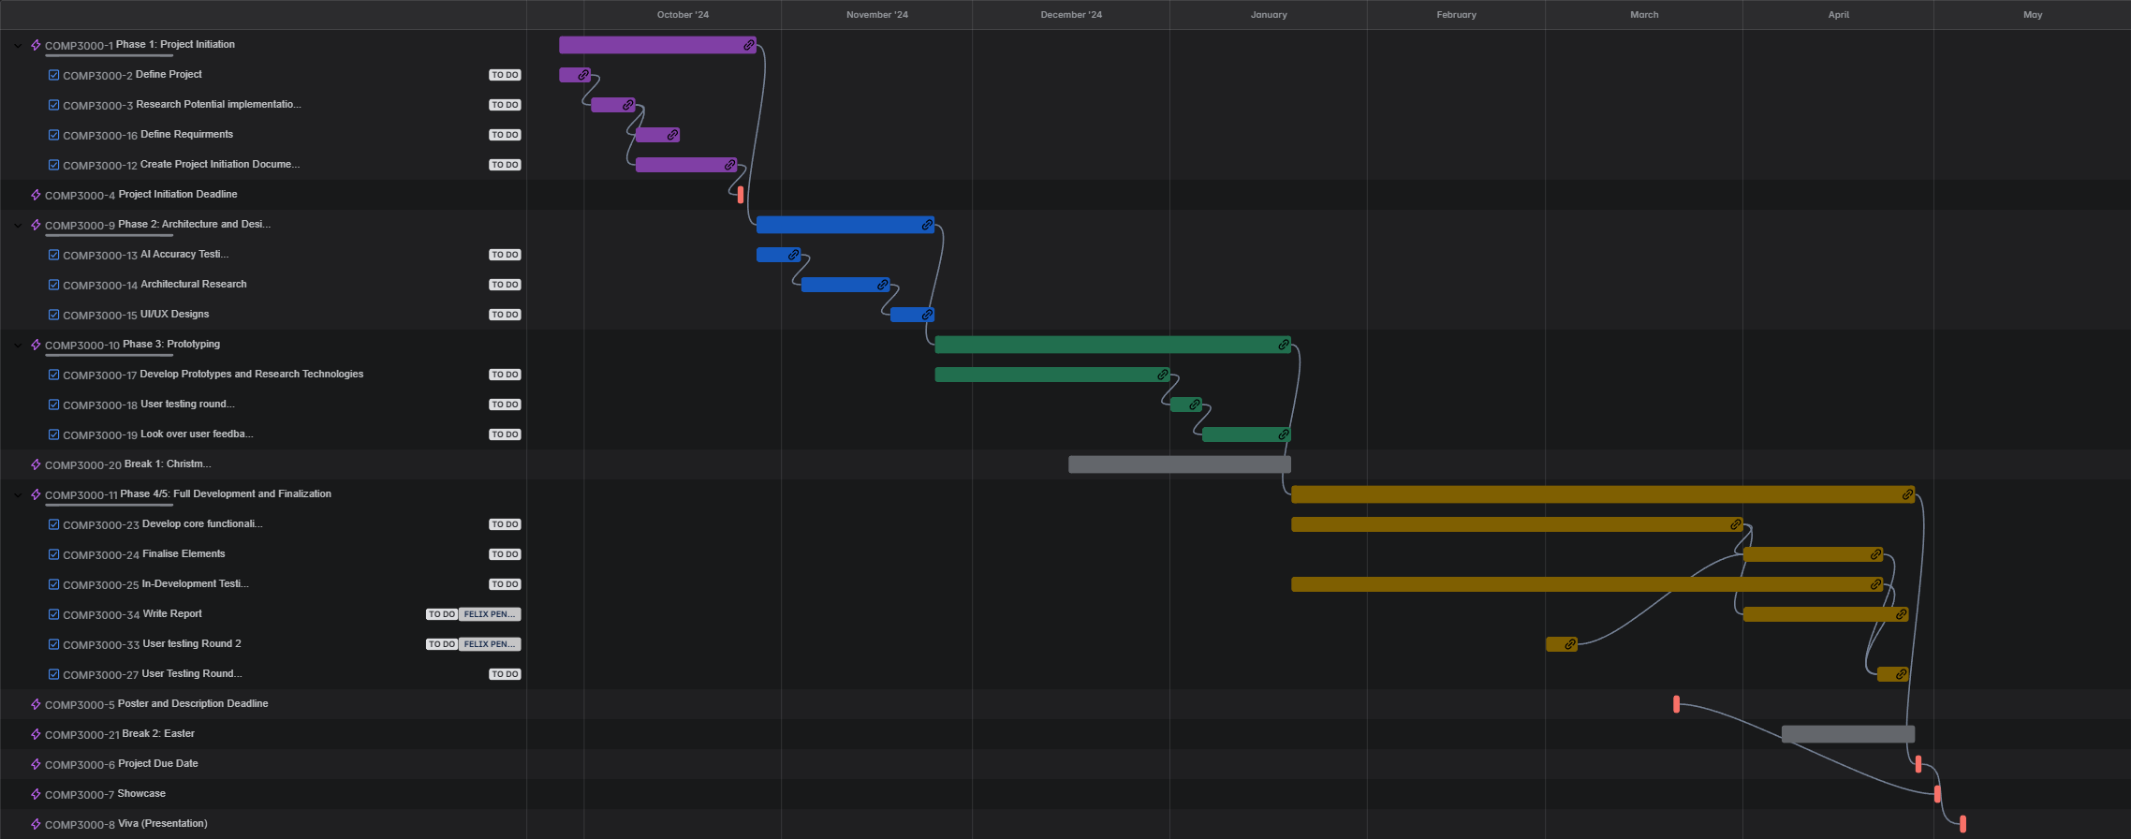 October '24 November '24 December '24 January February March April May
COMP3000-1 Phase 1: Project Initiation
COMP3000-2 Define Project TO DO
COMP3000-3 Research Potential implementatio... TO DO
COMP3000-16 Define Requirments TO DO
COMP3000-12 Create Project Initiation Docume... TO DO
COMP3000-4 Project Initiation Deadline
COMP3000-9 Phase 2: Architecture and Desi...
COMP3000-13 AI Accuracy Testi... TO DO
COMP3000-14 Architectural Research TO DO
COMP3000-15 UI/UX Designs TO DO
COMP3000-10 Phase 3: Prototyping
COMP3000-17 Develop Prototypes and Research Technologies TO DO
COMP3000-18 User testing round... TO DO
COMP3000-19 Look over user feedba... TO DO
COMP3000-20 Break 1: Christm...
COMP3000-11 Phase 4/5: Full Development and Finalization
COMP3000-23 Develop core functionali... TO DO
COMP3000-24 Finalise Elements TO DO
COMP3000-25 In-Development Testi... TO DO
COMP3000-34 Write Report TO DO FELIX PEN...
COMP3000-33 User testing Round 2 TO DO FELIX PEN...
COMP3000-27 User Testing Round... TO DO
COMP3000-5 Poster and Description Deadline
COMP3000-21 Break 2: Easter
COMP3000-6 Project Due Date
COMP3000-7 Showcase
COMP3000-8 Viva (Presentation)